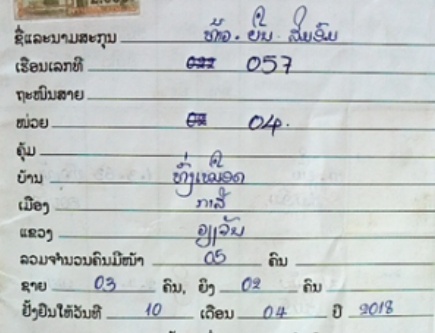 ຊື່ແລະນາມສະກຸນ ທ້າວ. ຍິນ. ສົມຈິນ
ເຮືອນເລກທີ 057
ຖະໜົນສາຍ
ໜ່ວຍ 04.
ຄຸ້ມ
ບ້ານ ທົ່ງເໝືອດ
ເມືອງ ກາສີ
ແຂວງ ວຽງຈັນ
ລວມຈຳນວນຄົນມີໜ້າ 05 ຄົນ
ຊາຍ 03 ຄົນ, ຍິງ 02 ຄົນ
ຢັ້ງຢືນໃຫ້ວັນທີ 10 ເດືອນ 04 ປີ 2018